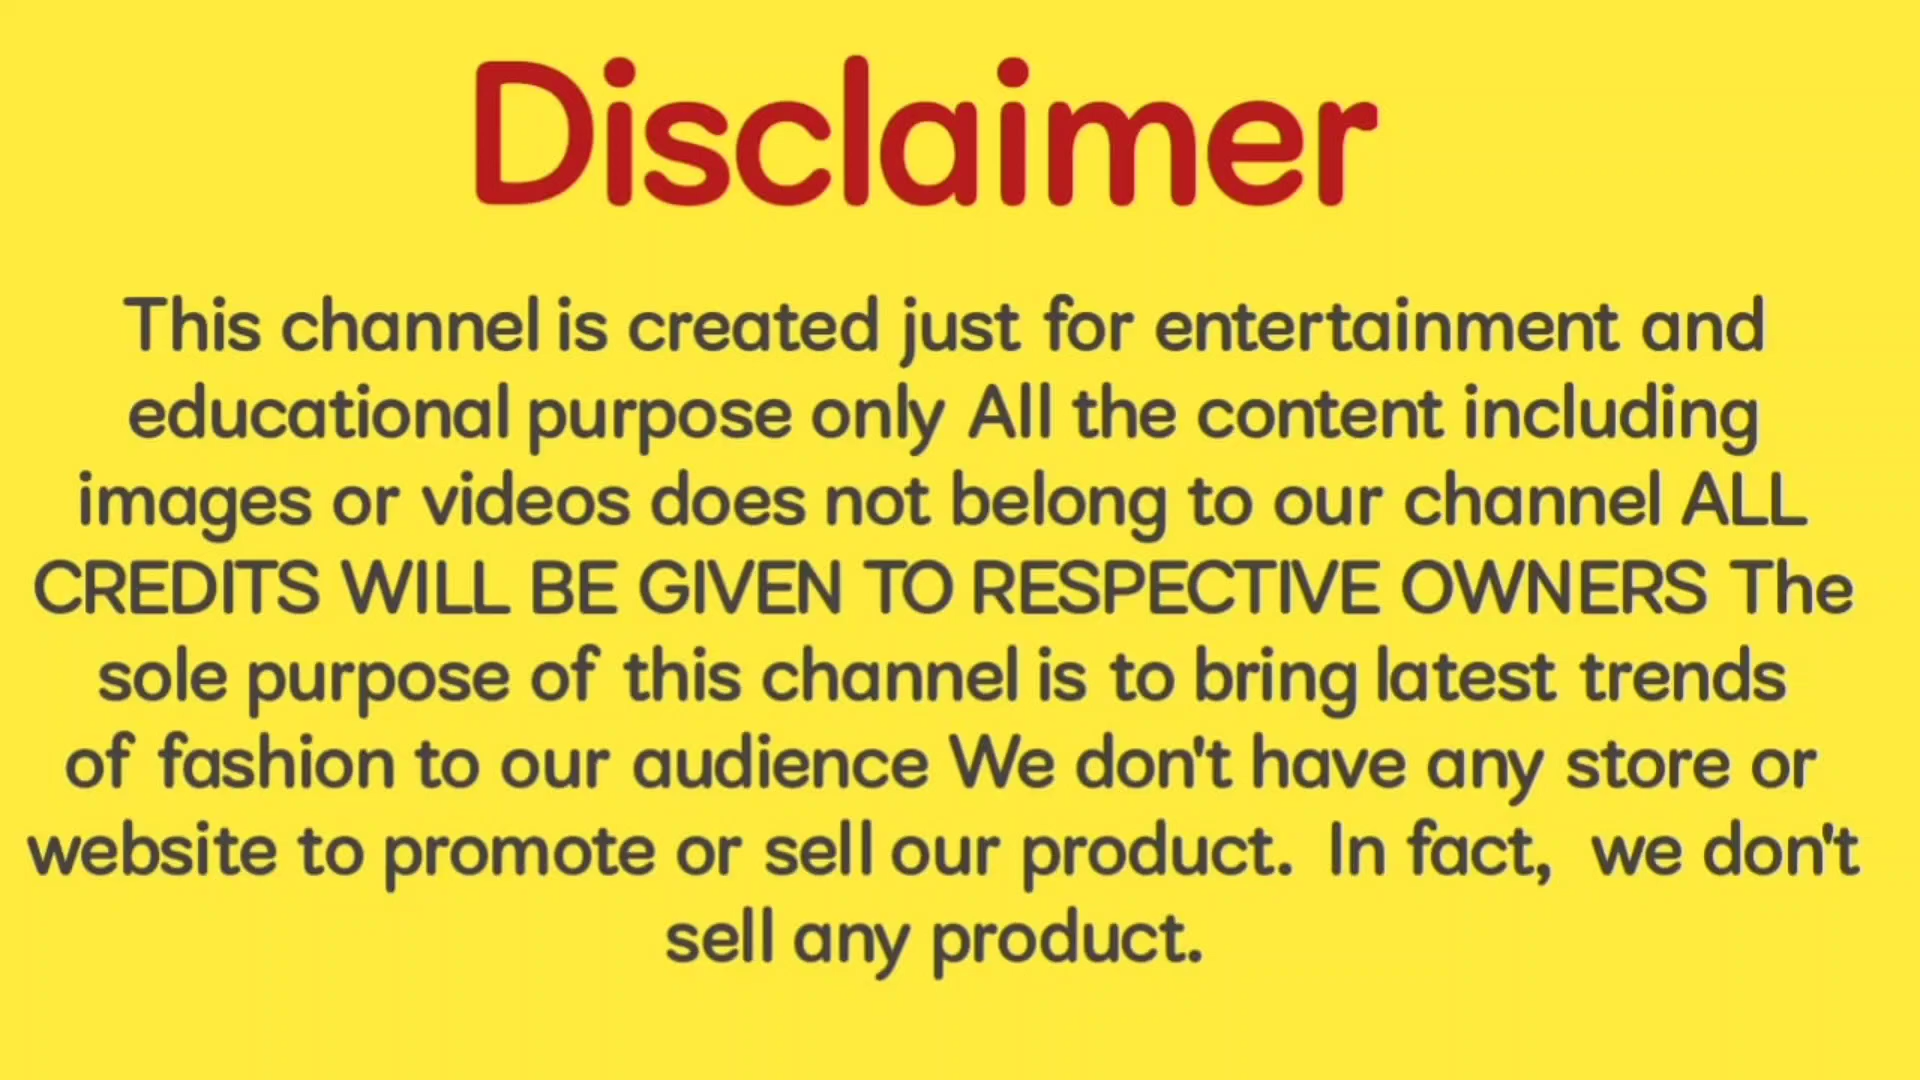 Disclaimer
This channel is created just for entertainment and
educational purpose only All the content including
images or videos does not belong to our channel ALL
CREDITS WILL BE GIVEN TO RESPECTIVE OWNERS The
sole purpose of this channel is to bring latest trends
of fashion to our audience We don't have any store or
website to promote or sell our product. In fact, we don't
sell any product.